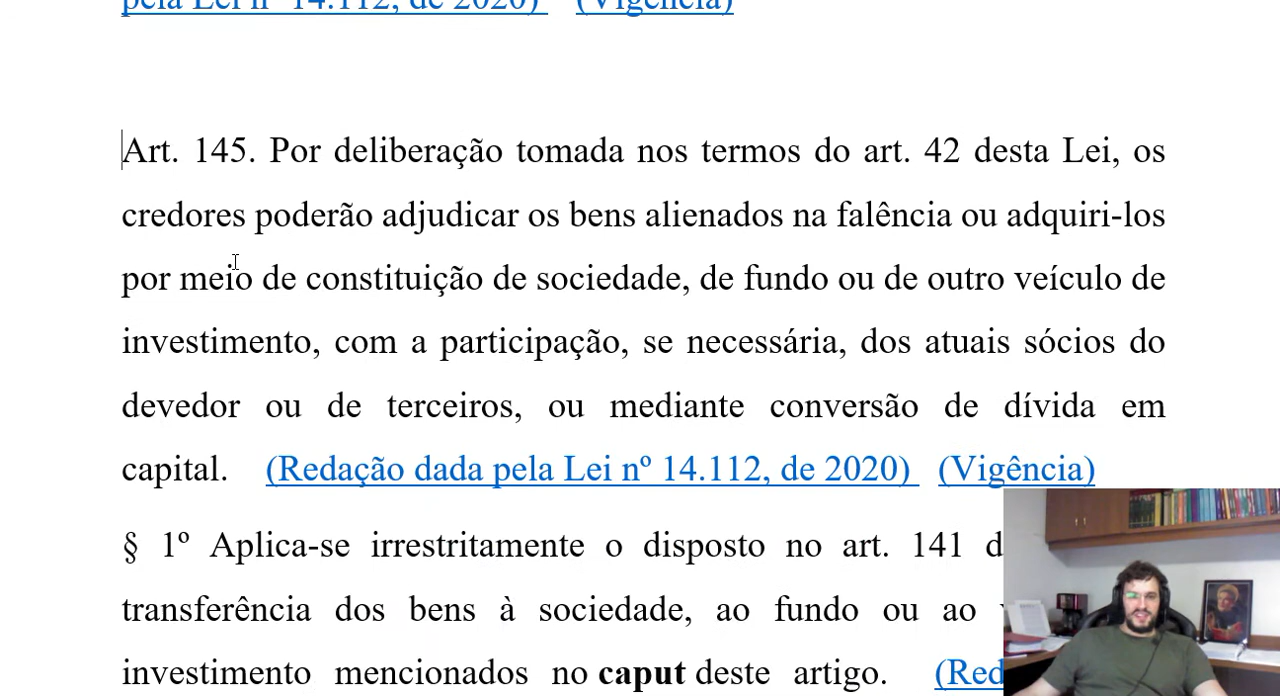 pela Lei nº 14.112, de 2020) (Vigência)
Art. 145. Por deliberação tomada nos termos do art. 42 desta Lei, os
credores poderão adjudicar os bens alienados na falência ou adquiri-los
por meio de constituição de sociedade, de fundo ou de outro veículo de
investimento, com a participação, se necessária, dos atuais sócios do
devedor ou de terceiros, ou mediante conversão de dívida em
capital. (Redação dada pela Lei nº 14.112, de 2020) (Vigência)
§ 1º Aplica-se irrestritamente o disposto no art. 141
transferência dos bens à sociedade, ao fundo ou ao
investimento mencionados no caput deste artigo.